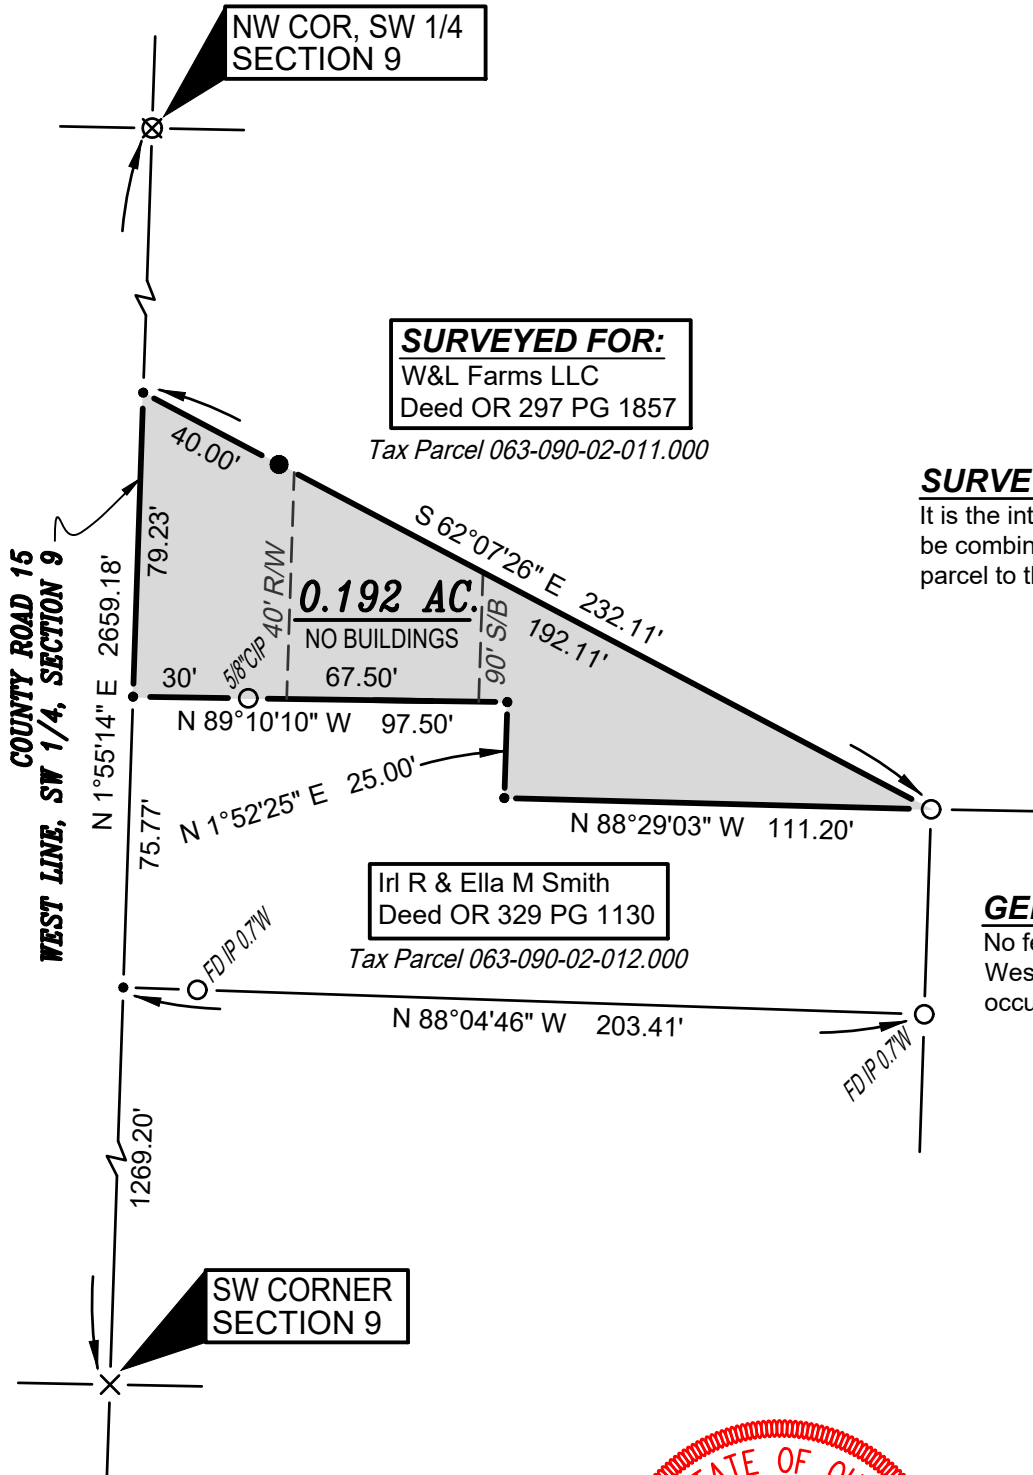 NW COR, SW 1/4
SECTION 9
SURVEYED FOR:
W&L Farms LLC
Deed OR 297 PG 1857
Tax Parcel 063-090-02-011.000
40.00'
79.23'
COUNTY ROAD 15
WEST LINE, SW 1/4, SECTION 9
N 1°55'14" E 2659.18'
40' R/W
0.192 AC.
NO BUILDINGS
90' S/B
S 62°07'26" E 232.11'
192.11'
5/8"C/IP
30'
67.50'
N 89°10'10" W 97.50'
N 1°52'25" E 25.00'
75.77'
N 88°29'03" W 111.20'
SURVE
It is the int
be combin
parcel to th
Irl R & Ella M Smith
Deed OR 329 PG 1130
Tax Parcel 063-090-02-012.000
FD IP 0.7'W
N 88°04'46" W 203.41'
FD IP 0.7'W
No fe
Wes
occu
1269.20'
SW CORNER
SECTION 9
OF